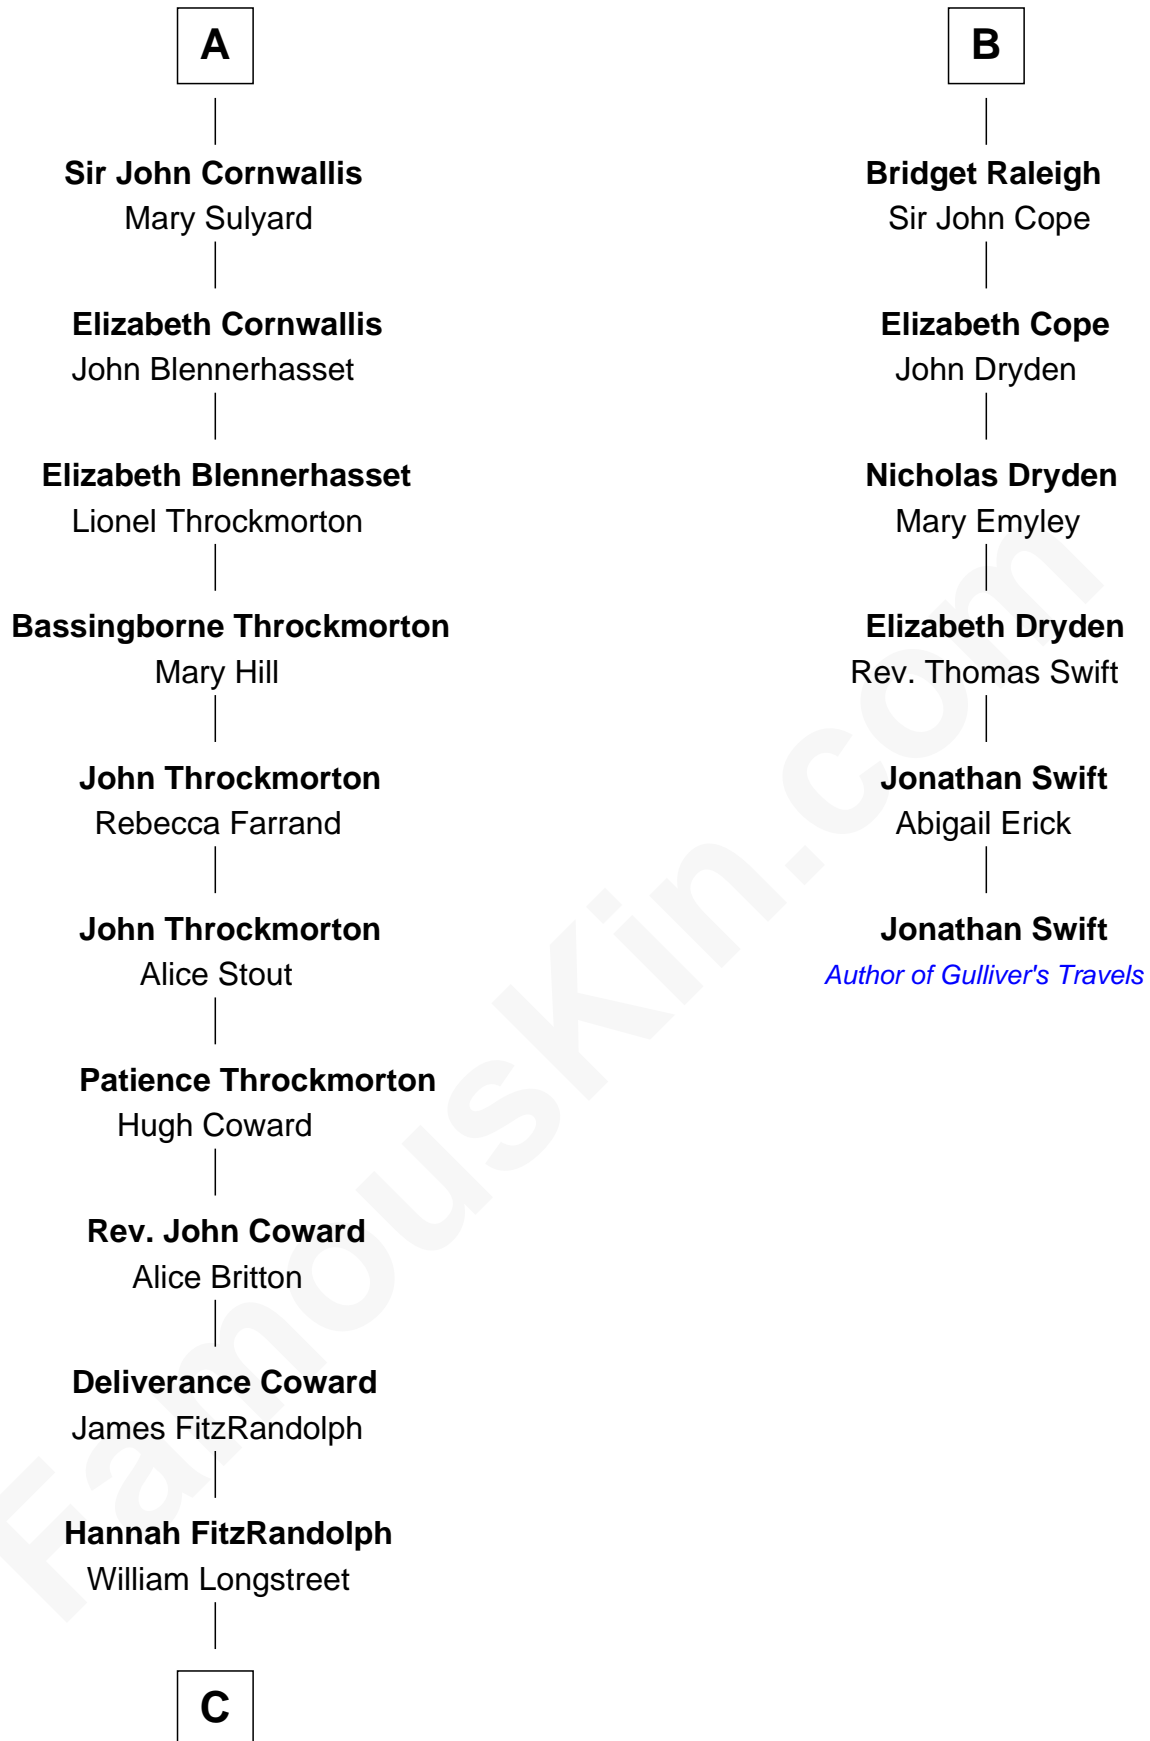 A
Sir John Cornwallis
Mary Sulyard
Elizabeth Cornwallis
John Blennerhasset
Elizabeth Blennerhasset
Lionel Throckmorton
Bassingborne Throckmorton
Mary Hill
John Throckmorton
Rebecca Farrand
John Throckmorton
Alice Stout
Patience Throckmorton
Hugh Coward
Rev. John Coward
Alice Britton
Deliverance Coward
James FitzRandolph
Hannah FitzRandolph
William Longstreet
C
B
Bridget Raleigh
Sir John Cope
Elizabeth Cope
John Dryden
Nicholas Dryden
Mary Emyley
Elizabeth Dryden
Rev. Thomas Swift
Jonathan Swift
Abigail Erick
Jonathan Swift
Author of Gulliver's Travels
FamousKin.com